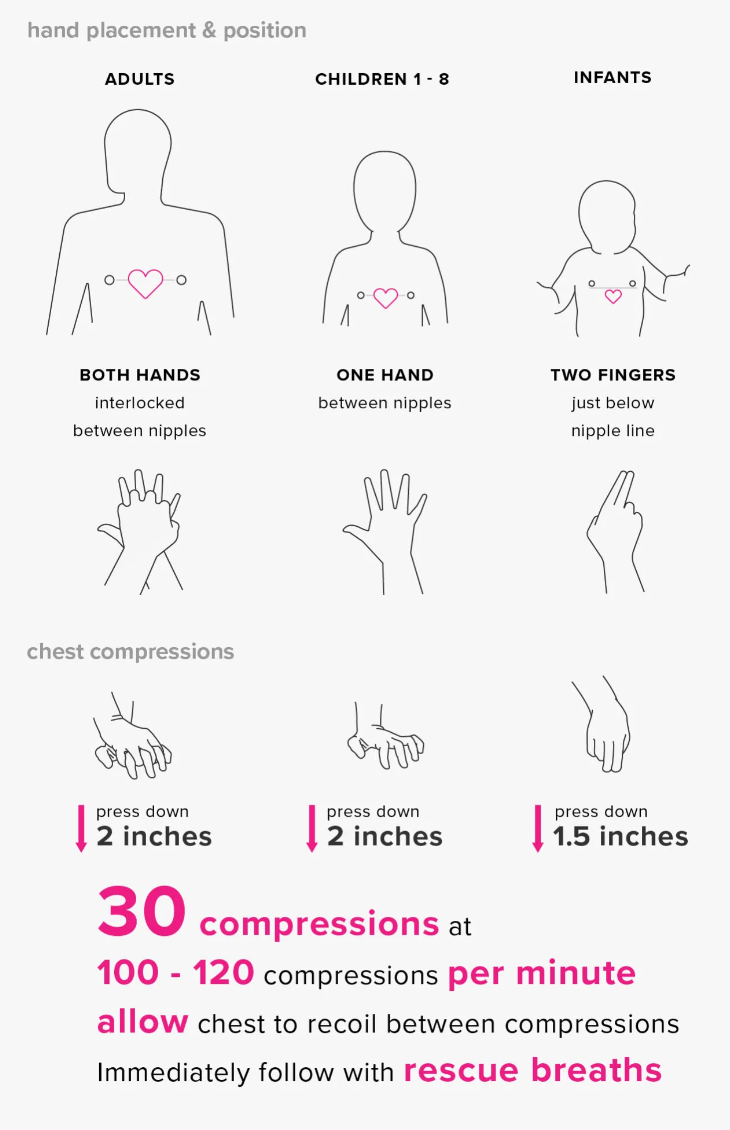 hand placement & position
ADULTS
CHILDREN 1 - 8
INFANTS
BOTH HANDS
interlocked
between nipples
ONE HAND
between nipples
TWO FINGERS
just below
nipple line
chest compressions
press down
2 inches
press down
2 inches
press down
1.5 inches
30 compressions at
100 - 120 compressions per minute
allow chest to recoil between compressions
Immediately follow with rescue breaths